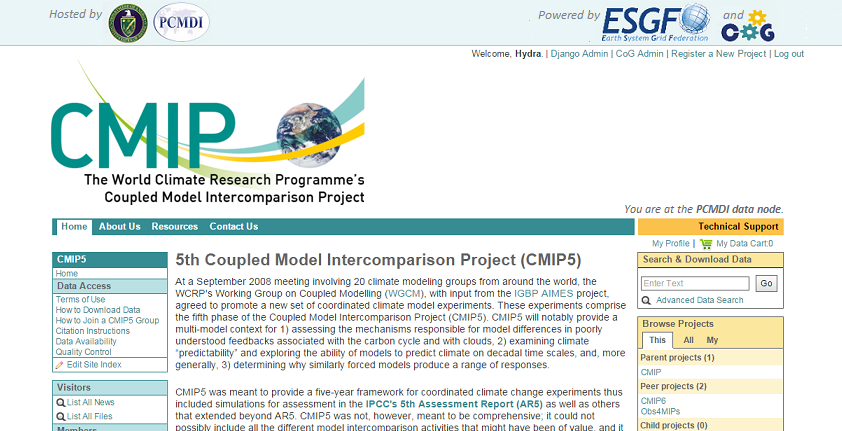 Hosted by
PCMDI
Powered by
ESGF
Earth System Grid Federation
and
CoG
Welcome, Hydra. | Django Admin | CoG Admin | Register a New Project | Log out
CMIP
The World Climate Research Programme's
Coupled Model Intercomparison Project
You are at the PCMDI data node.
Home About Us Resources Contact Us
Technical Support
My Profile | My Data Cart:0
CMIP5
Home
Data Access
Terms of Use
How to Download Data
How to Join a CMIP5 Group
Citation Instructions
Data Availability
Quality Control
Edit Site Index
Visitors
List All News
List All Files
Members
5th Coupled Model Intercomparison Project (CMIP5)
At a September 2008 meeting involving 20 climate modeling groups from around the world, the
WCRP's Working Group on Coupled Modelling (WGCM), with input from the IGBP AIMES project,
agreed to promote a new set of coordinated climate model experiments. These experiments comprise
the fifth phase of the Coupled Model Intercomparison Project (CMIP5). CMIP5 will notably provide a
multi-model context for 1) assessing the mechanisms responsible for model differences in poorly
understood feedbacks associated with the carbon cycle and with clouds, 2) examining climate
“predictability” and exploring the ability of models to predict climate on decadal time scales, and, more
generally, 3) determining why similarly forced models produce a range of responses.
CMIP5 was meant to provide a five-year framework for coordinated climate change experiments thus
included simulations for assessment in the IPCC's 5th Assessment Report (AR5) as well as others
that extended beyond AR5. CMIP5 was not, however, meant to be comprehensive; it could not
possibly include all the different model intercomparison activities that might have been of value, and it
Search & Download Data
Enter Text
Go
Advanced Data Search
Browse Projects
This All My
Parent projects (1)
CMIP
Peer projects (2)
CMIP6
Obs4MIPs
Child projects (0)